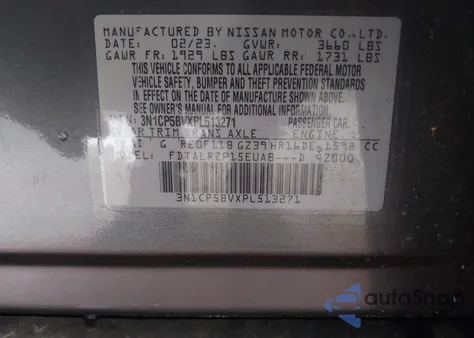 MANUFACTURED BY NISSAN MOTOR CO.,LTD.
DATE: 02/23. GVWR: 3660 LBS
GAWR FR: 1929 LBS GAWR RR: 1731 LBS
THIS VEHICLE CONFORMS TO ALL APPLICABLE FEDERAL MOTOR
VEHICLE SAFETY, BUMPER, AND THEFT PREVENTION STANDARDS
IN EFFECT ON THE DATE OF MANUFACTURE SHOWN ABOVE.
SEE OWNER'S MANUAL FOR ADDITIONAL INFORMATION
3N1CP5BVXPL513271 PASSENGER CAR
TRIM TRANS AXLE ENGINE
G RE0F11B GZ39 HR16DE 1598 CC
MODEL: FDTALRZP15EUA8---D 42000
3N1CP5BVXPL513271
autoSnap